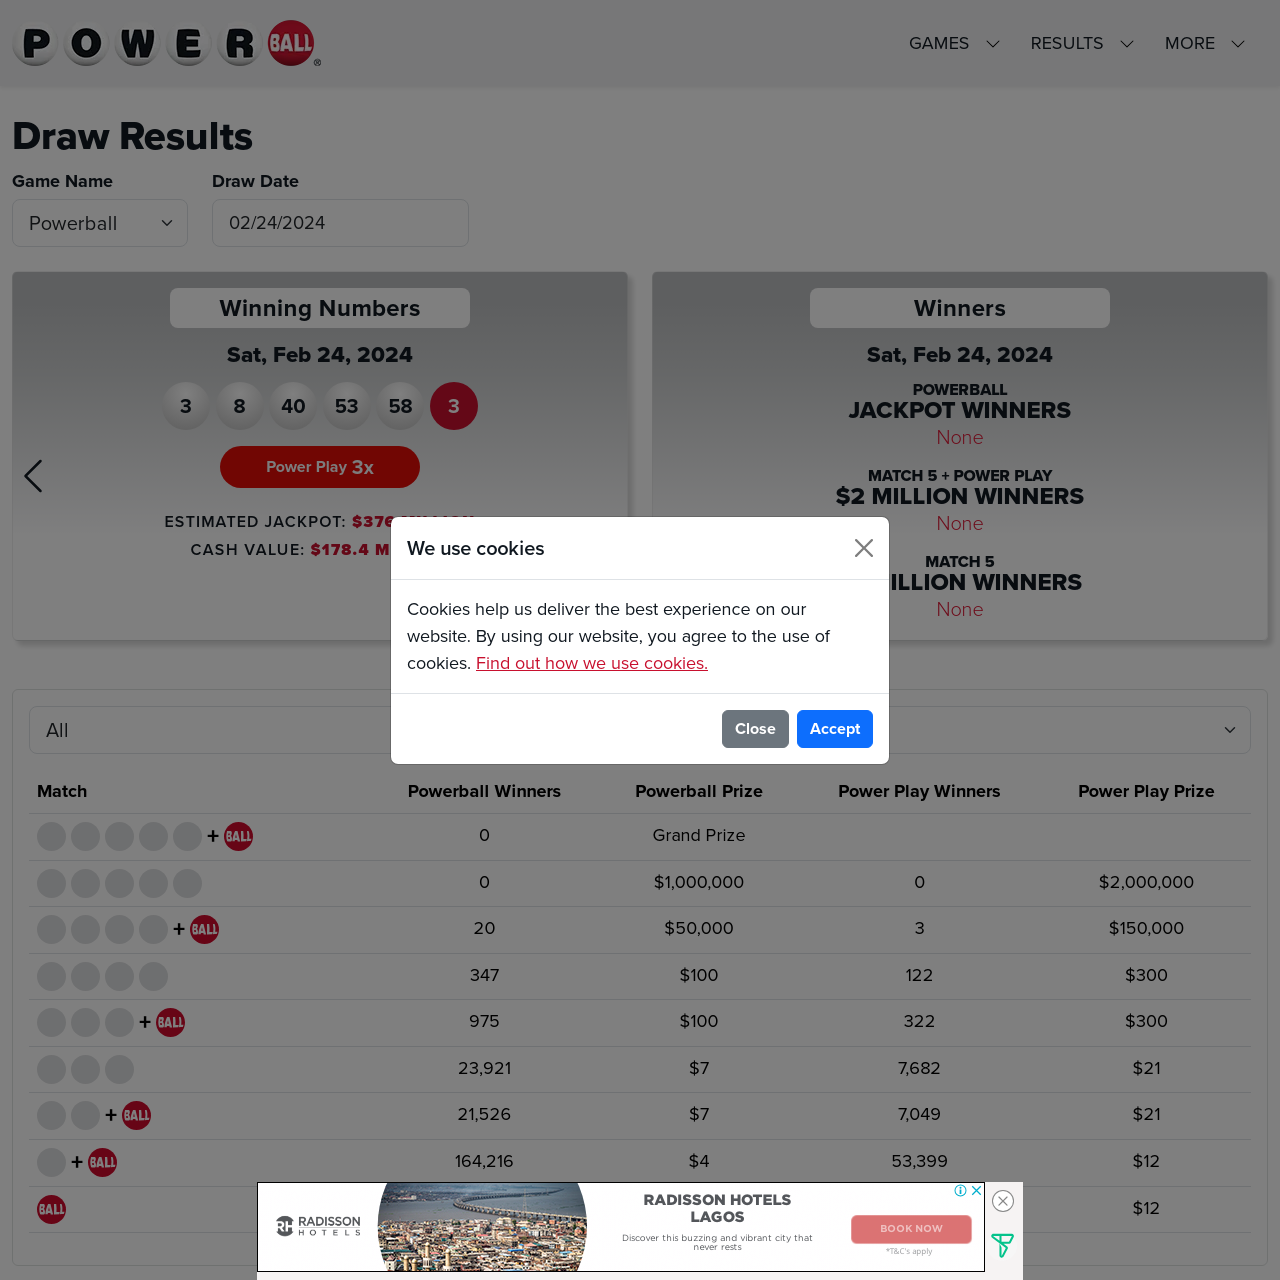 POWER BALL ®
GAMES
RESULTS
MORE
Draw Results
Game Name
Draw Date
Powerball
02/24/2024
Winning Numbers
Sat, Feb 24, 2024
3 8 40 53 58 3
Power Play 3x
ESTIMATED JACKPOT: $376
CASH VALUE: $178.4 M
Winners
Sat, Feb 24, 2024
POWERBALL
JACKPOT WINNERS
None
MATCH 5 + POWER PLAY
$2 MILLION WINNERS
None
MATCH 5
ILLION WINNERS
None
We use cookies
Cookies help us deliver the best experience on our
website. By using our website, you agree to the use of
cookies. Find out how we use cookies.
Close
Accept
All
Match Powerball Winners Powerball Prize Power Play Winners Power Play Prize
+ BALL 0 Grand Prize
0 $1,000,000 0 $2,000,000
+ BALL 20 $50,000 3 $150,000
347 $100 122 $300
+ BALL 975 $100 322 $300
23,921 $7 7,682 $21
+ BALL 21,526 $7 7,049 $21
+ BALL 164,216 $4 53,399 $12
BALL $12
RH RADISSON
HOTELS
RADISSON HOTELS
LAGOS
Discover this buzzing and vibrant city that
never rests
BOOK NOW
*T&C's apply